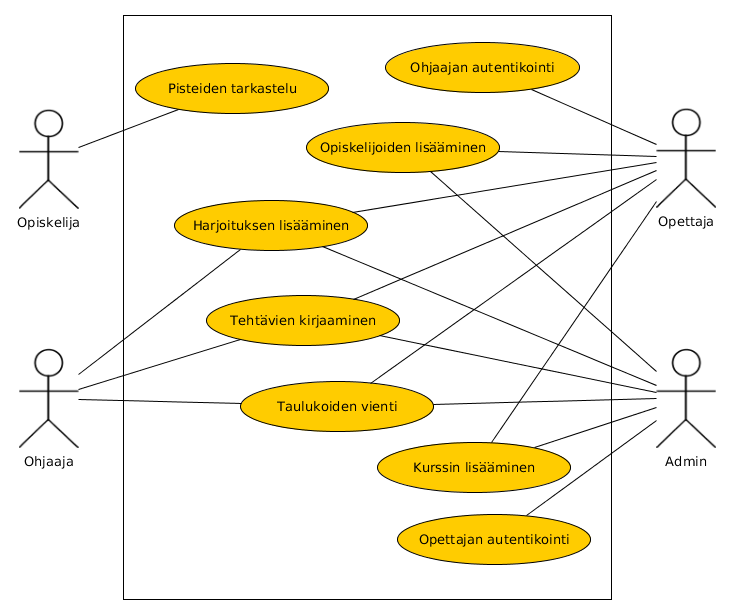 Ohjaajan autentikointi
Pisteiden tarkastelu
Opiskelijoiden lisääminen
Opiskelija
Opettaja
Harjoituksen lisääminen
Tehtävien kirjaaminen
Taulukoiden vienti
Ohjaaja
Admin
Kurssin lisääminen
Opettajan autentikointi